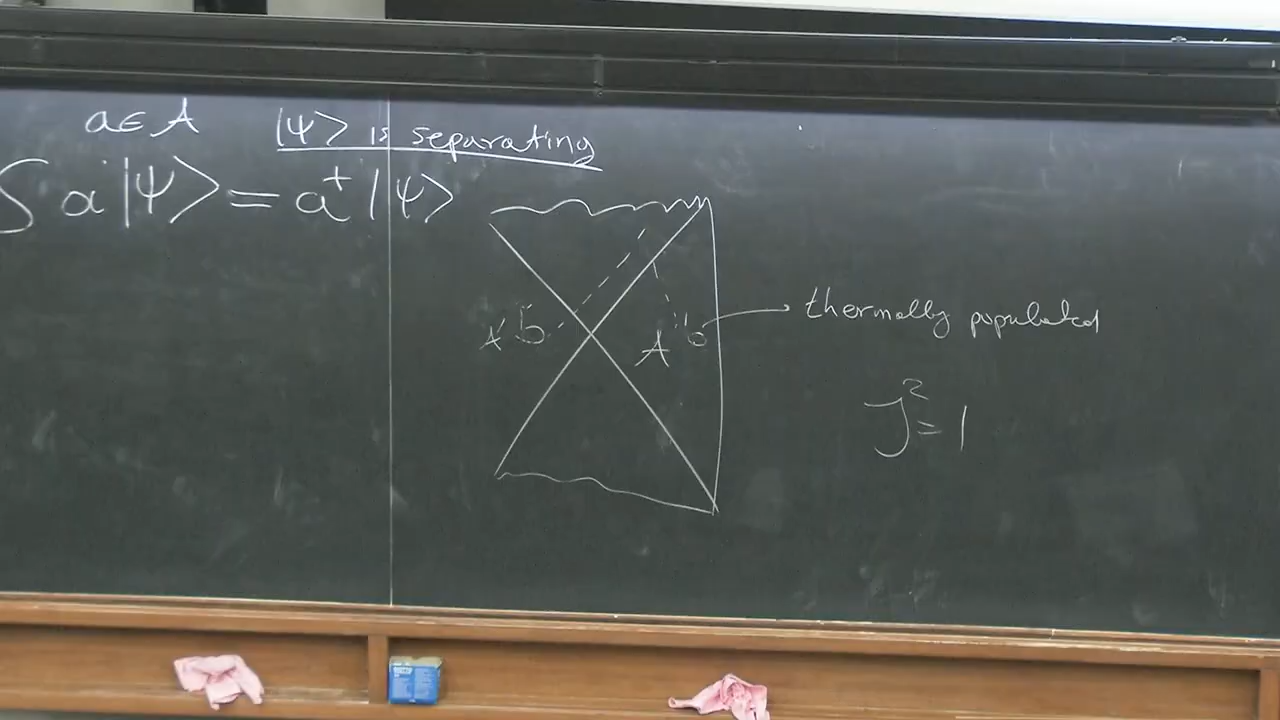 a ∈ A |Ψ> is separating
S a |Ψ> = a† |Ψ>
A' b̃ A b → thermally populated
J² = 1